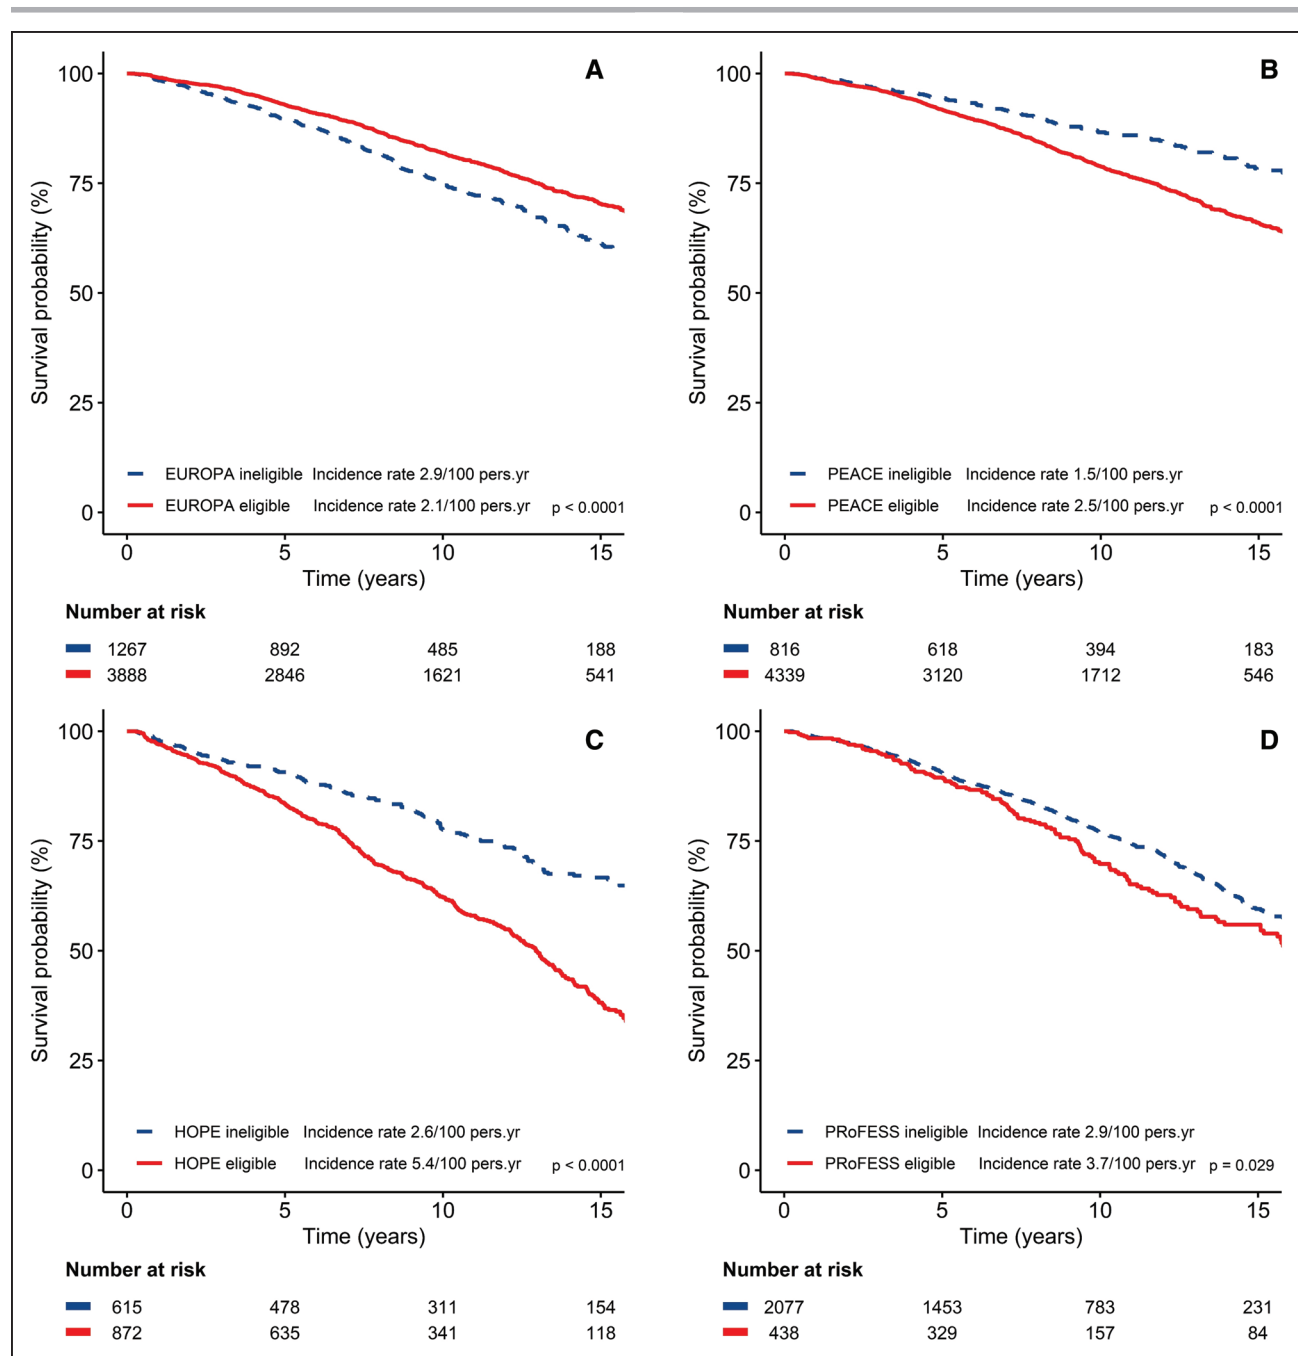 A
Survival probability (%)
100
75
50
25
0
EUROPA ineligible Incidence rate 2.9/100 pers.yr
EUROPA eligible Incidence rate 2.1/100 pers.yr p < 0.0001
0 5 10 15
Time (years)
Number at risk
1267 892 485 188
3888 2846 1621 541
B
Survival probability (%)
100
75
50
25
0
PEACE ineligible Incidence rate 1.5/100 pers.yr
PEACE eligible Incidence rate 2.5/100 pers.yr p < 0.0001
0 5 10 15
Time (years)
Number at risk
816 618 394 183
4339 3120 1712 546
C
Survival probability (%)
100
75
50
25
0
HOPE ineligible Incidence rate 2.6/100 pers.yr
HOPE eligible Incidence rate 5.4/100 pers.yr p < 0.0001
0 5 10 15
Time (years)
Number at risk
615 478 311 154
872 635 341 118
D
Survival probability (%)
100
75
50
25
0
PRoFESS ineligible Incidence rate 2.9/100 pers.yr
PRoFESS eligible Incidence rate 3.7/100 pers.yr p = 0.029
0 5 10 15
Time (years)
Number at risk
2077 1453 783 231
438 329 157 84